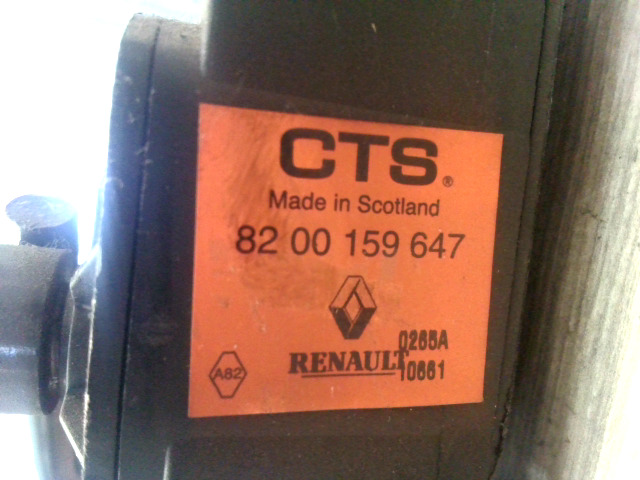 CTS®
Made in Scotland
82 00 159 647
RENAULT
0265A
10661
A82